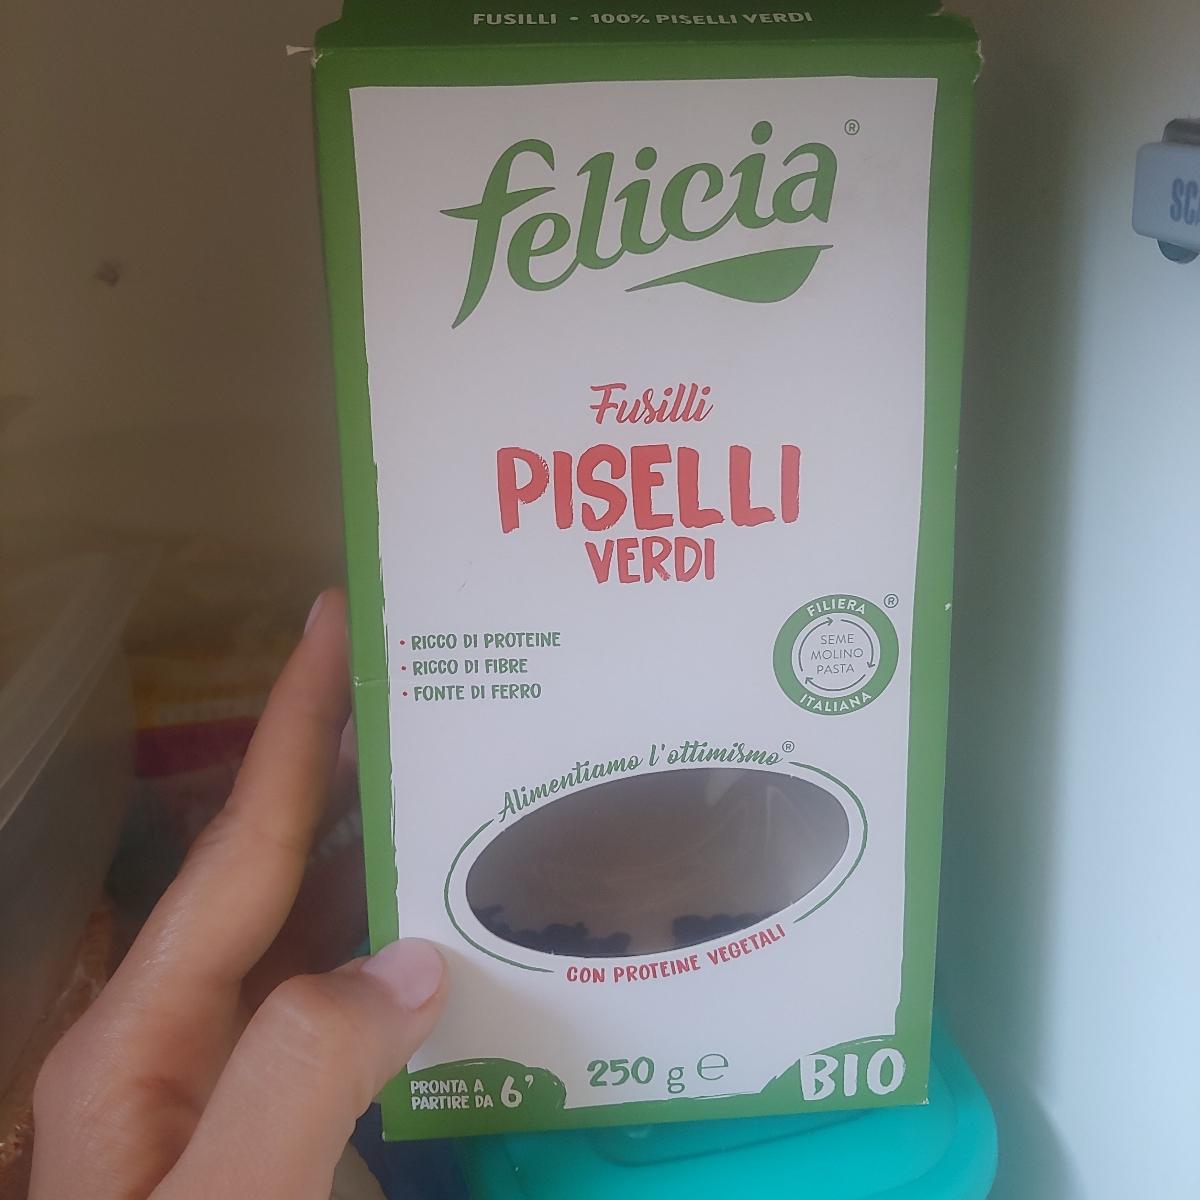 FUSILLI • 100% PISELLI VERDI
felicia®
Fusilli
PISELLI
VERDI
• RICCO DI PROTEINE
• RICCO DI FIBRE
• FONTE DI FERRO
FILIERA ®
SEME
MOLINO
PASTA
ITALIANA
Alimentiamo l'ottimismo®
CON PROTEINE VEGETALI
PRONTA A
PARTIRE DA 6'
250 g ℮
BIO